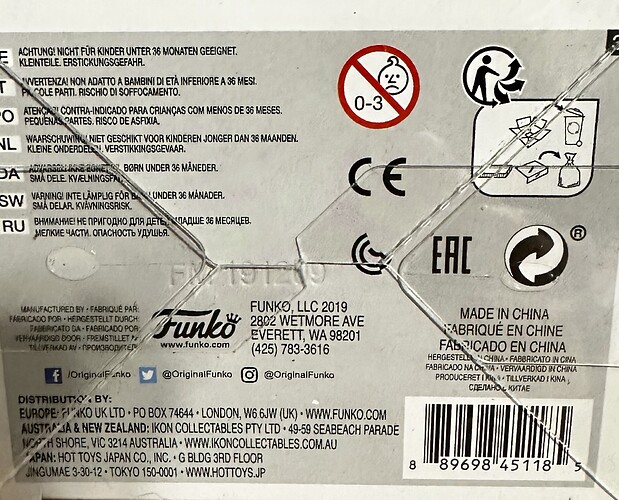 E ACHTUNG! NICHT FÜR KINDER UNTER 36 MONATEN GEEIGNET.
KLEINTEILE. ERSTICKUNGSGEFAHR.
T AVVERTENZA! NON ADATTO A BAMBINI DI ETÀ INFERIORE A 36 MESI.
PICCOLE PARTI. RISCHIO DI SOFFOCAMENTO.
PO ATENÇÃO! CONTRA-INDICADO PARA CRIANÇAS COM MENOS DE 36 MESES.
PEQUENAS PARTES. RISCO DE ASFIXIA.
NL WAARSCHUWING! NIET GESCHIKT VOOR KINDEREN JONGER DAN 36 MAANDEN.
KLEINE ONDERDELEN. VERSTIKKINGSGEVAAR.
DA ADVARSEL! IKKE EGNET TIL BØRN UNDER 36 MÅNEDER.
SMÅ DELE. KVÆLNINGSFARE.
SW VARNING! INTE LÄMPLIG FÖR BARN UNDER 36 MÅNADER.
SMÅ DELAR. KVÄVNINGSRISK.
RU ВНИМАНИЕ! НЕ ПРИГОДНО ДЛЯ ДЕТЕЙ МЛАДШЕ 36 МЕСЯЦЕВ.
МЕЛКИЕ ЧАСТИ. ОПАСНОСТЬ УДУШЬЯ.
0-3
CE
EAC
®
MANUFACTURED BY • FABRIQUÉ PAR:
FABRICADO POR • HERGESTELLT DURCH:
FABBRICATO DA • FABRICADO POR:
VERVAARDIGD DOOR • FREMSTILLET AF
TILLVERKAD AV • ПРОИЗВОДИТЕЛЬ
Funko
www.funko.com
FUNKO, LLC 2019
2802 WETMORE AVE
EVERETT, WA 98201
(425) 783-3616
MADE IN CHINA
FABRIQUÉ EN CHINE
FABRICADO EN CHINA
HERGESTELLT IN CHINA • FABBRICATO IN CINA
FABRICADO NA CHINA • VERVAARDIGD IN CHINA
PRODUCERET I KINA • TILLVERKAD I KINA
СДЕЛАНО В КИТАЕ
/OriginalFunko @OriginalFunko @OriginalFunko
DISTRIBUTION BY:
EUROPE: FUNKO UK LTD • PO BOX 74644 • LONDON, W6 6JW (UK) • WWW.FUNKO.COM
AUSTRALIA & NEW ZEALAND: IKON COLLECTABLES PTY LTD • 49-59 SEABEACH PARADE
NORTH SHORE, VIC 3214 AUSTRALIA • WWW.IKONCOLLECTABLES.COM.AU
JAPAN: HOT TOYS JAPAN CO., INC. • G BLDG 3RD FLOOR
JINGUMAE 3-30-12 • TOKYO 150-0001 • WWW.HOTTOYS.JP
8 89698 45118 5